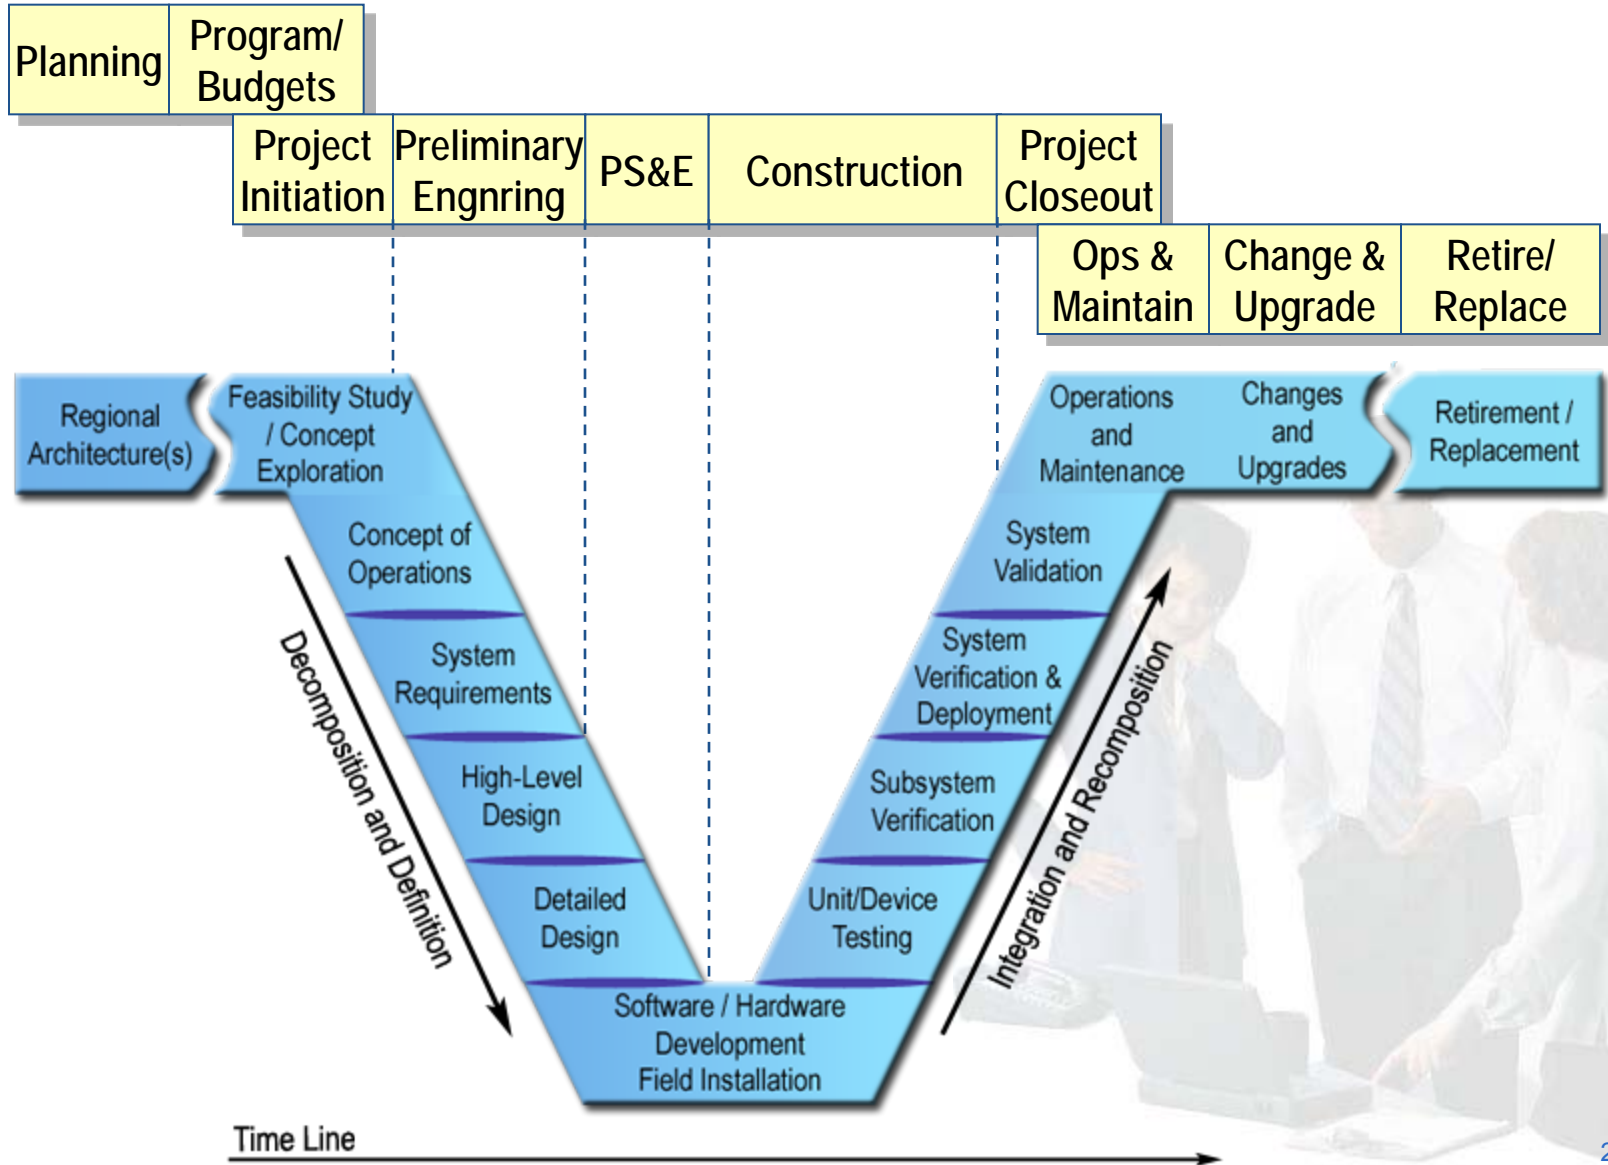 Planning
Program/
Budgets
Project
Initiation
Preliminary
Engnring
PS&E
Construction
Project
Closeout
Ops &
Maintain
Change &
Upgrade
Retire/
Replace
Regional
Architecture(s)
Feasibility Study
/ Concept
Exploration
Concept of
Operations
System
Requirements
High-Level
Design
Detailed
Design
Software / Hardware
Development
Field Installation
Unit/Device
Testing
Subsystem
Verification
System
Verification &
Deployment
System
Validation
Operations
and
Maintenance
Changes
and
Upgrades
Retirement /
Replacement
Decomposition and Definition
Integration and Recomposition
Time Line
2